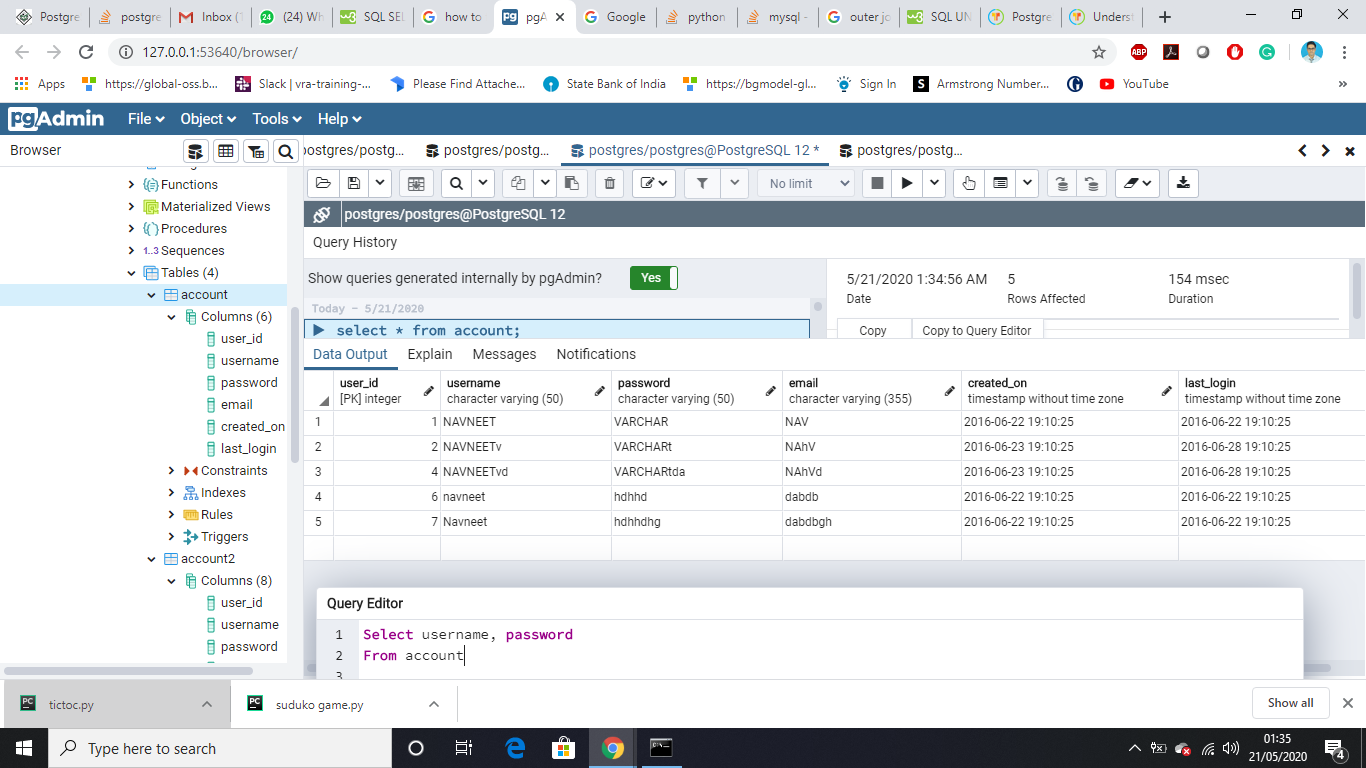 Postgre postgre Inbox (1 (24) Wh SQL SEL how to pgA Google python mysql - outer jo SQL UN Postgre Underst
127.0.0.1:53640/browser/
Apps https://global-oss.b... Slack | vra-training-... Please Find Attache... State Bank of India https://bgmodel-gl... Sign In Armstrong Number... YouTube »
pgAdmin File Object Tools Help
Browser
postgres/postg... postgres/postg... postgres/postgres@PostgreSQL 12 * postgres/postg...
No limit
postgres/postgres@PostgreSQL 12
Query History
Show queries generated internally by pgAdmin? Yes
Today - 5/21/2020
select * from account;
5/21/2020 1:34:56 AM 5 154 msec
Date Rows Affected Duration
Copy Copy to Query Editor
Functions
Materialized Views
Procedures
1..3 Sequences
Tables (4)
account
Columns (6)
user_id
username
password
email
created_on
last_login
Constraints
Indexes
Rules
Triggers
account2
Columns (8)
user_id
username
password
Data Output Explain Messages Notifications
user_id username password email created_on last_login
[PK] integer character varying (50) character varying (50) character varying (355) timestamp without time zone timestamp without time zone
1 1 NAVNEET VARCHAR NAV 2016-06-22 19:10:25 2016-06-22 19:10:25
2 2 NAVNEETv VARCHARt NAhV 2016-06-23 19:10:25 2016-06-28 19:10:25
3 4 NAVNEETvd VARCHARtda NAhVd 2016-06-23 19:10:25 2016-06-28 19:10:25
4 6 navneet hdhhd dabdb 2016-06-22 19:10:25 2016-06-22 19:10:25
5 7 Navneet hdhhdhg dabdbgh 2016-06-22 19:10:25 2016-06-22 19:10:25
Query Editor
1 Select username, password
2 From account
3
tictoc.py suduko game.py Show all
Type here to search
01:35
21/05/2020
4